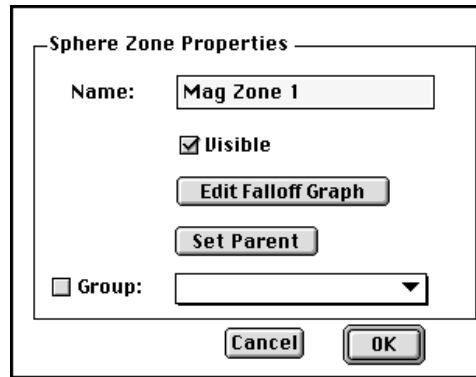 Sphere Zone Properties
Name: Mag Zone 1
Visible
Edit Falloff Graph
Set Parent
Group:
Cancel OK